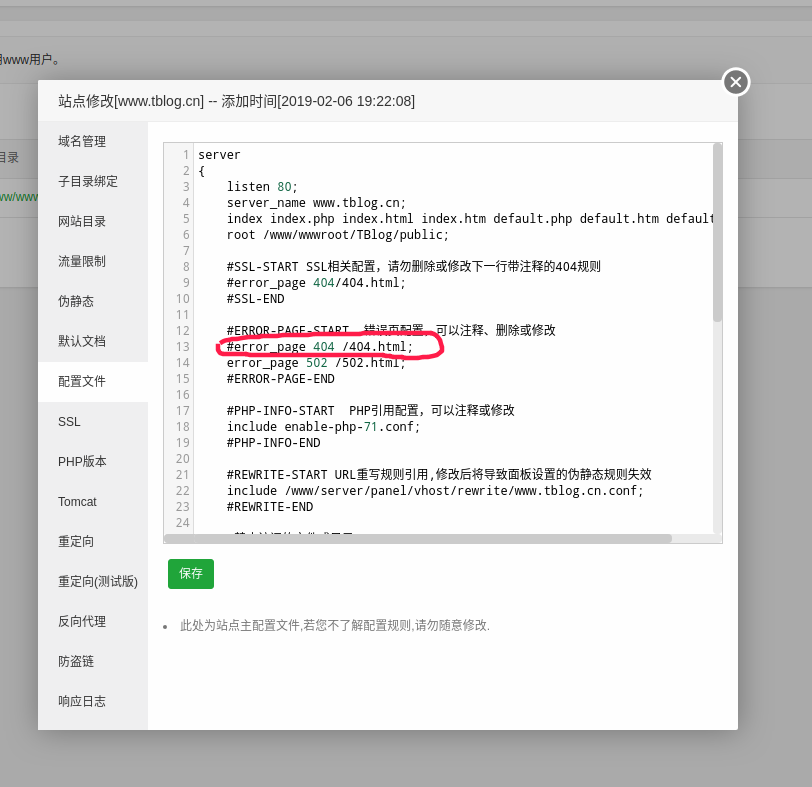 www用户。
站点修改[www.tblog.cn] -- 添加时间[2019-02-06 19:22:08]
目录
ww/www
域名管理
子目录绑定
网站目录
流量限制
伪静态
默认文档
配置文件
SSL
PHP版本
Tomcat
重定向
重定向(测试版)
反向代理
防盗链
响应日志
1 server
2 {
3 listen 80;
4 server_name www.tblog.cn;
5 index index.php index.html index.htm default.php default.htm default
6 root /www/wwwroot/TBlog/public;
7
8 #SSL-START SSL相关配置，请勿删除或修改下一行带注释的404规则
9 #error_page 404/404.html;
10 #SSL-END
11
12 #ERROR-PAGE-START 错误页配置，可以注释、删除或修改
13 #error_page 404 /404.html;
14 error_page 502 /502.html;
15 #ERROR-PAGE-END
16
17 #PHP-INFO-START PHP引用配置，可以注释或修改
18 include enable-php-71.conf;
19 #PHP-INFO-END
20
21 #REWRITE-START URL重写规则引用,修改后将导致面板设置的伪静态规则失效
22 include /www/server/panel/vhost/rewrite/www.tblog.cn.conf;
23 #REWRITE-END
24
保存
此处为站点主配置文件,若您不了解配置规则,请勿随意修改.